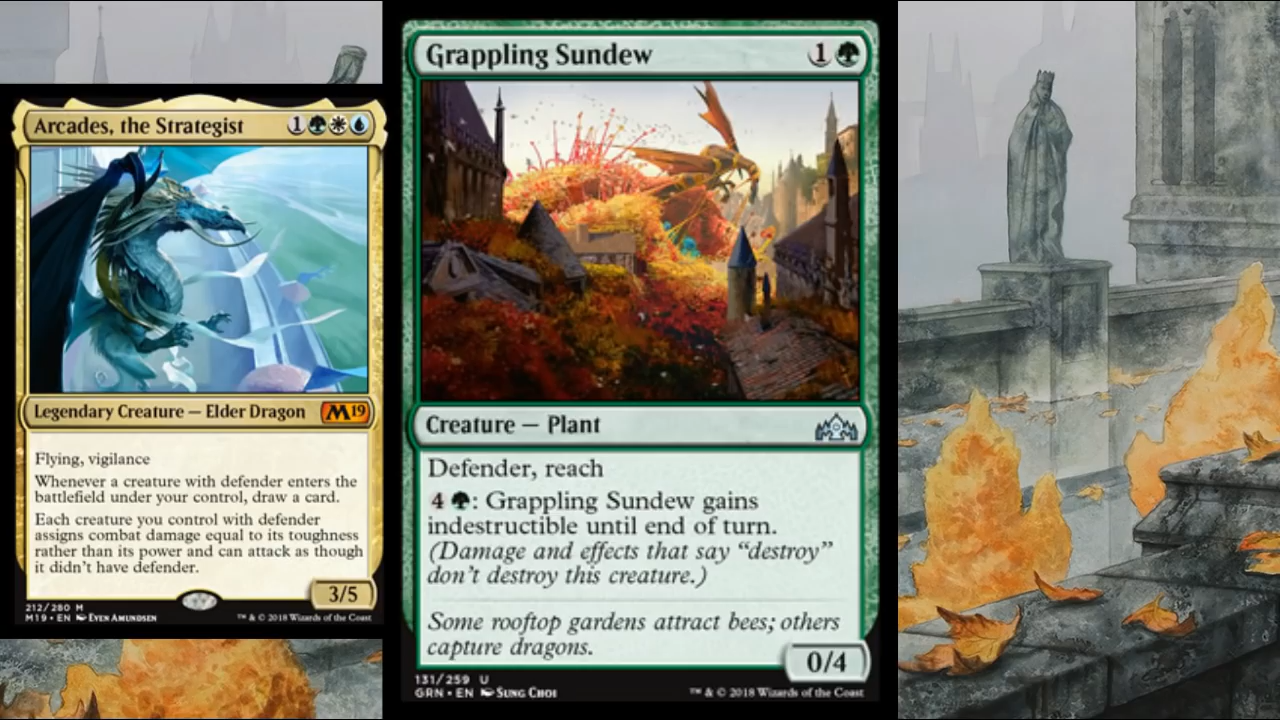 Arcades, the Strategist 1
Legendary Creature — Elder Dragon M19
Flying, vigilance
Whenever a creature with defender enters the
battlefield under your control, draw a card.
Each creature you control with defender
assigns combat damage equal to its toughness
rather than its power and can attack as though
it didn't have defender.
3/5
212/280 M
M19 • EN Even Amundsen
™ & © 2018 Wizards of the Coast
Grappling Sundew 1
Creature — Plant
Defender, reach
4 : Grappling Sundew gains
indestructible until end of turn.
(Damage and effects that say “destroy”
don't destroy this creature.)
Some rooftop gardens attract bees; others
capture dragons.
0/4
131/259 U
GRN • EN Sung Choi
™ & © 2018 Wizards of the Coast